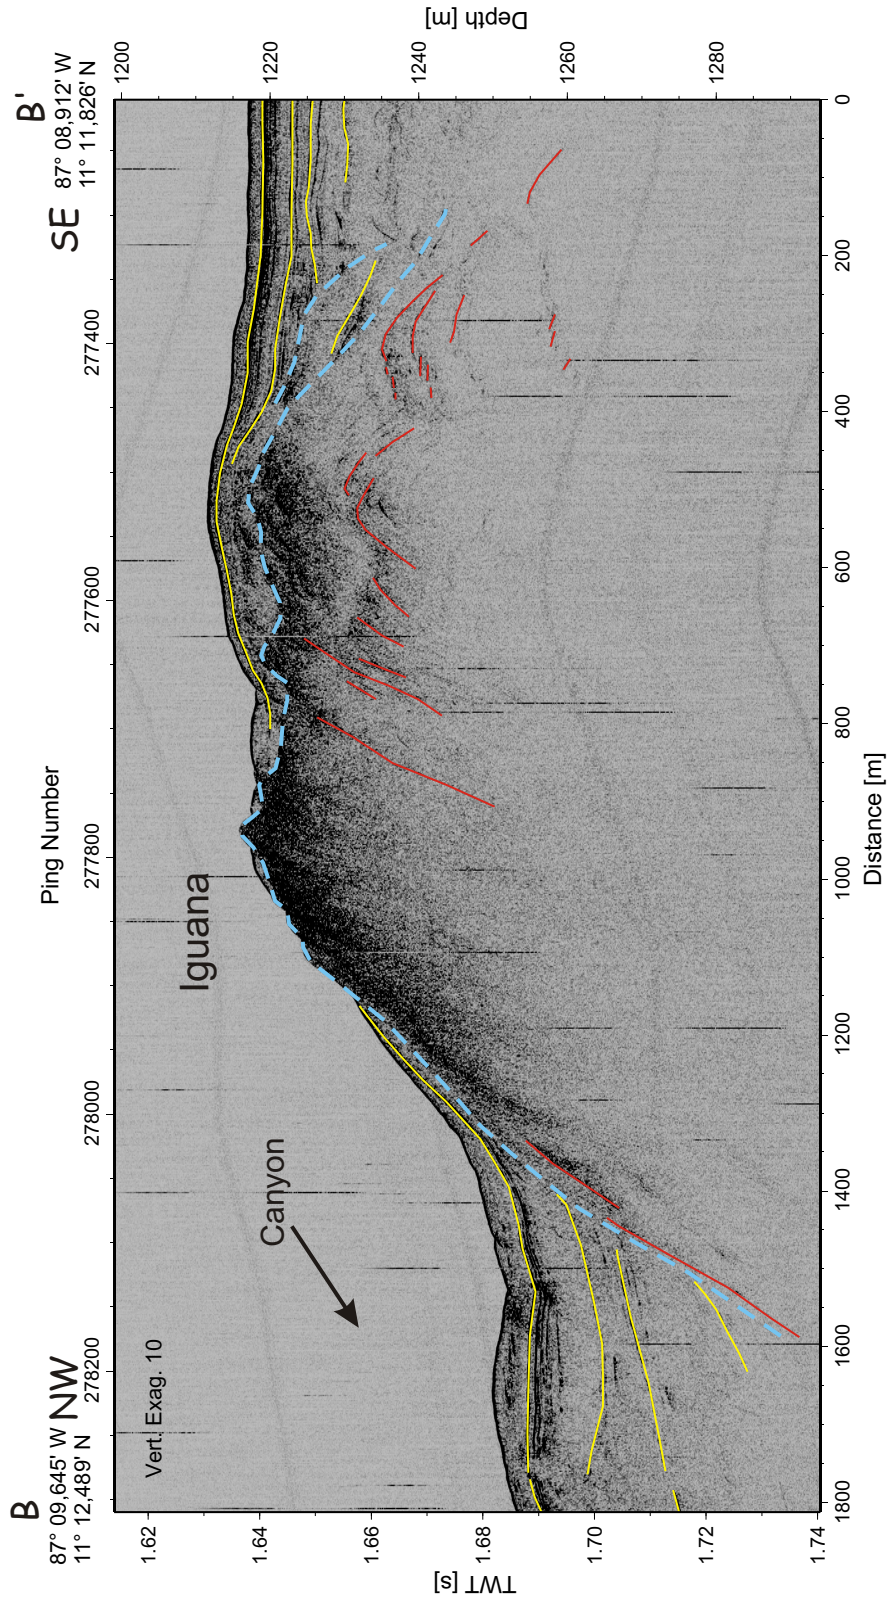 B
NW
87° 09,645' W
11° 12,489' N
Ping Number
B'
SE
87° 08,912' W
11° 11,826' N
278200
278000
277800
277600
277400
TWT [s]
1.62
1.64
1.66
1.68
1.70
1.72
1.74
Depth [m]
1200
1220
1240
1260
1280
Vert. Exag. 10
Canyon
Iguana
1800
1600
1400
1200
1000
800
600
400
200
0
Distance [m]